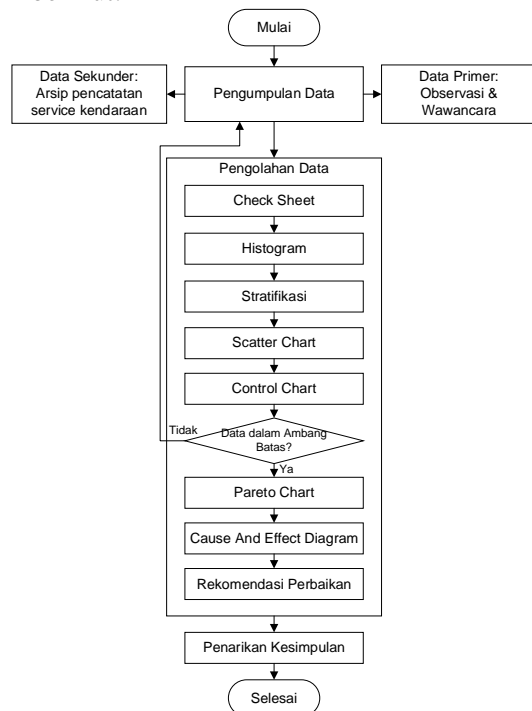 Mulai
Data Sekunder:
Arsip pencatatan
service kendaraan
Pengumpulan Data
Data Primer:
Observasi &
Wawancara
Pengolahan Data
Check Sheet
Histogram
Stratifikasi
Scatter Chart
Control Chart
Tidak
Data dalam Ambang
Batas?
Ya
Pareto Chart
Cause And Effect Diagram
Rekomendasi Perbaikan
Penarikan Kesimpulan
Selesai